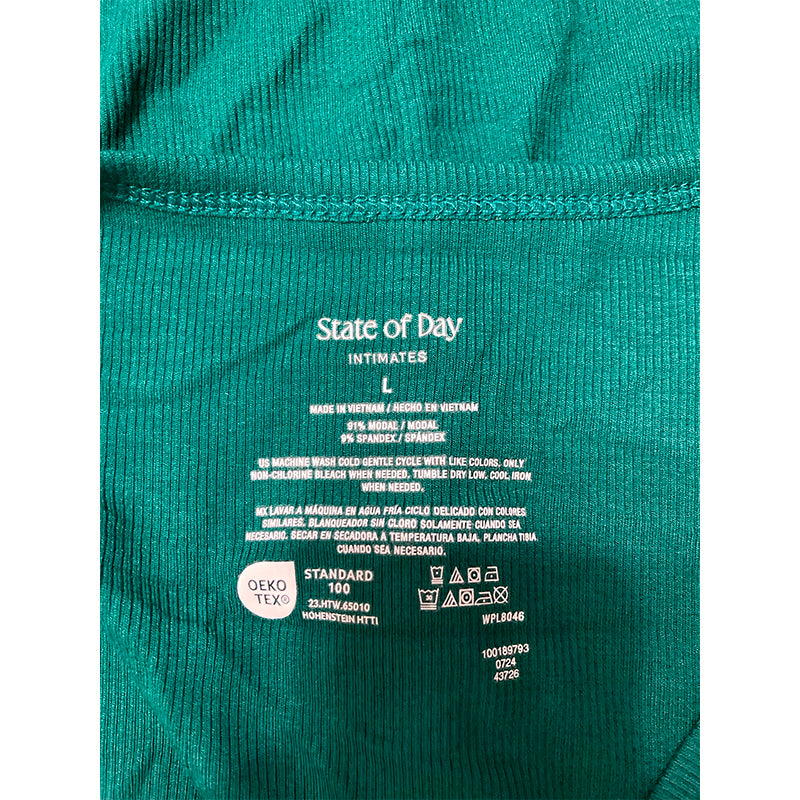 State of Day
INTIMATES
L
MADE IN VIETNAM / HECHO EN VIETNAM
91% MODAL / MODAL
9% SPANDEX / SPÁNDEX
US MACHINE WASH COLD GENTLE CYCLE WITH LIKE COLORS. ONLY
NON-CHLORINE BLEACH WHEN NEEDED. TUMBLE DRY LOW. COOL IRON
WHEN NEEDED.
MX LAVAR A MÁQUINA EN AGUA FRÍA CICLO DELICADO CON COLORES
SIMILARES. BLANQUEADOR SIN CLORO SOLAMENTE CUANDO SEA
NECESARIO. SECAR EN SECADORA A TEMPERATURA BAJA, PLANCHA TIBIA
CUANDO SEA NECESARIO.
OEKO
TEX®
STANDARD
100
23.HTW.65010
HOHENSTEIN HTTI
30
WPL8046
100189793
0724
43726